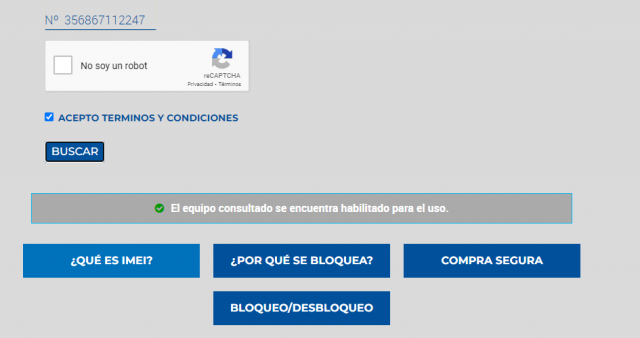 Nº 356867112247
No soy un robot
reCAPTCHA
Privacidad - Términos
ACEPTO TERMINOS Y CONDICIONES
BUSCAR
El equipo consultado se encuentra habilitado para el uso.
¿QUÉ ES IMEI?
¿POR QUÉ SE BLOQUEA?
COMPRA SEGURA
BLOQUEO/DESBLOQUEO